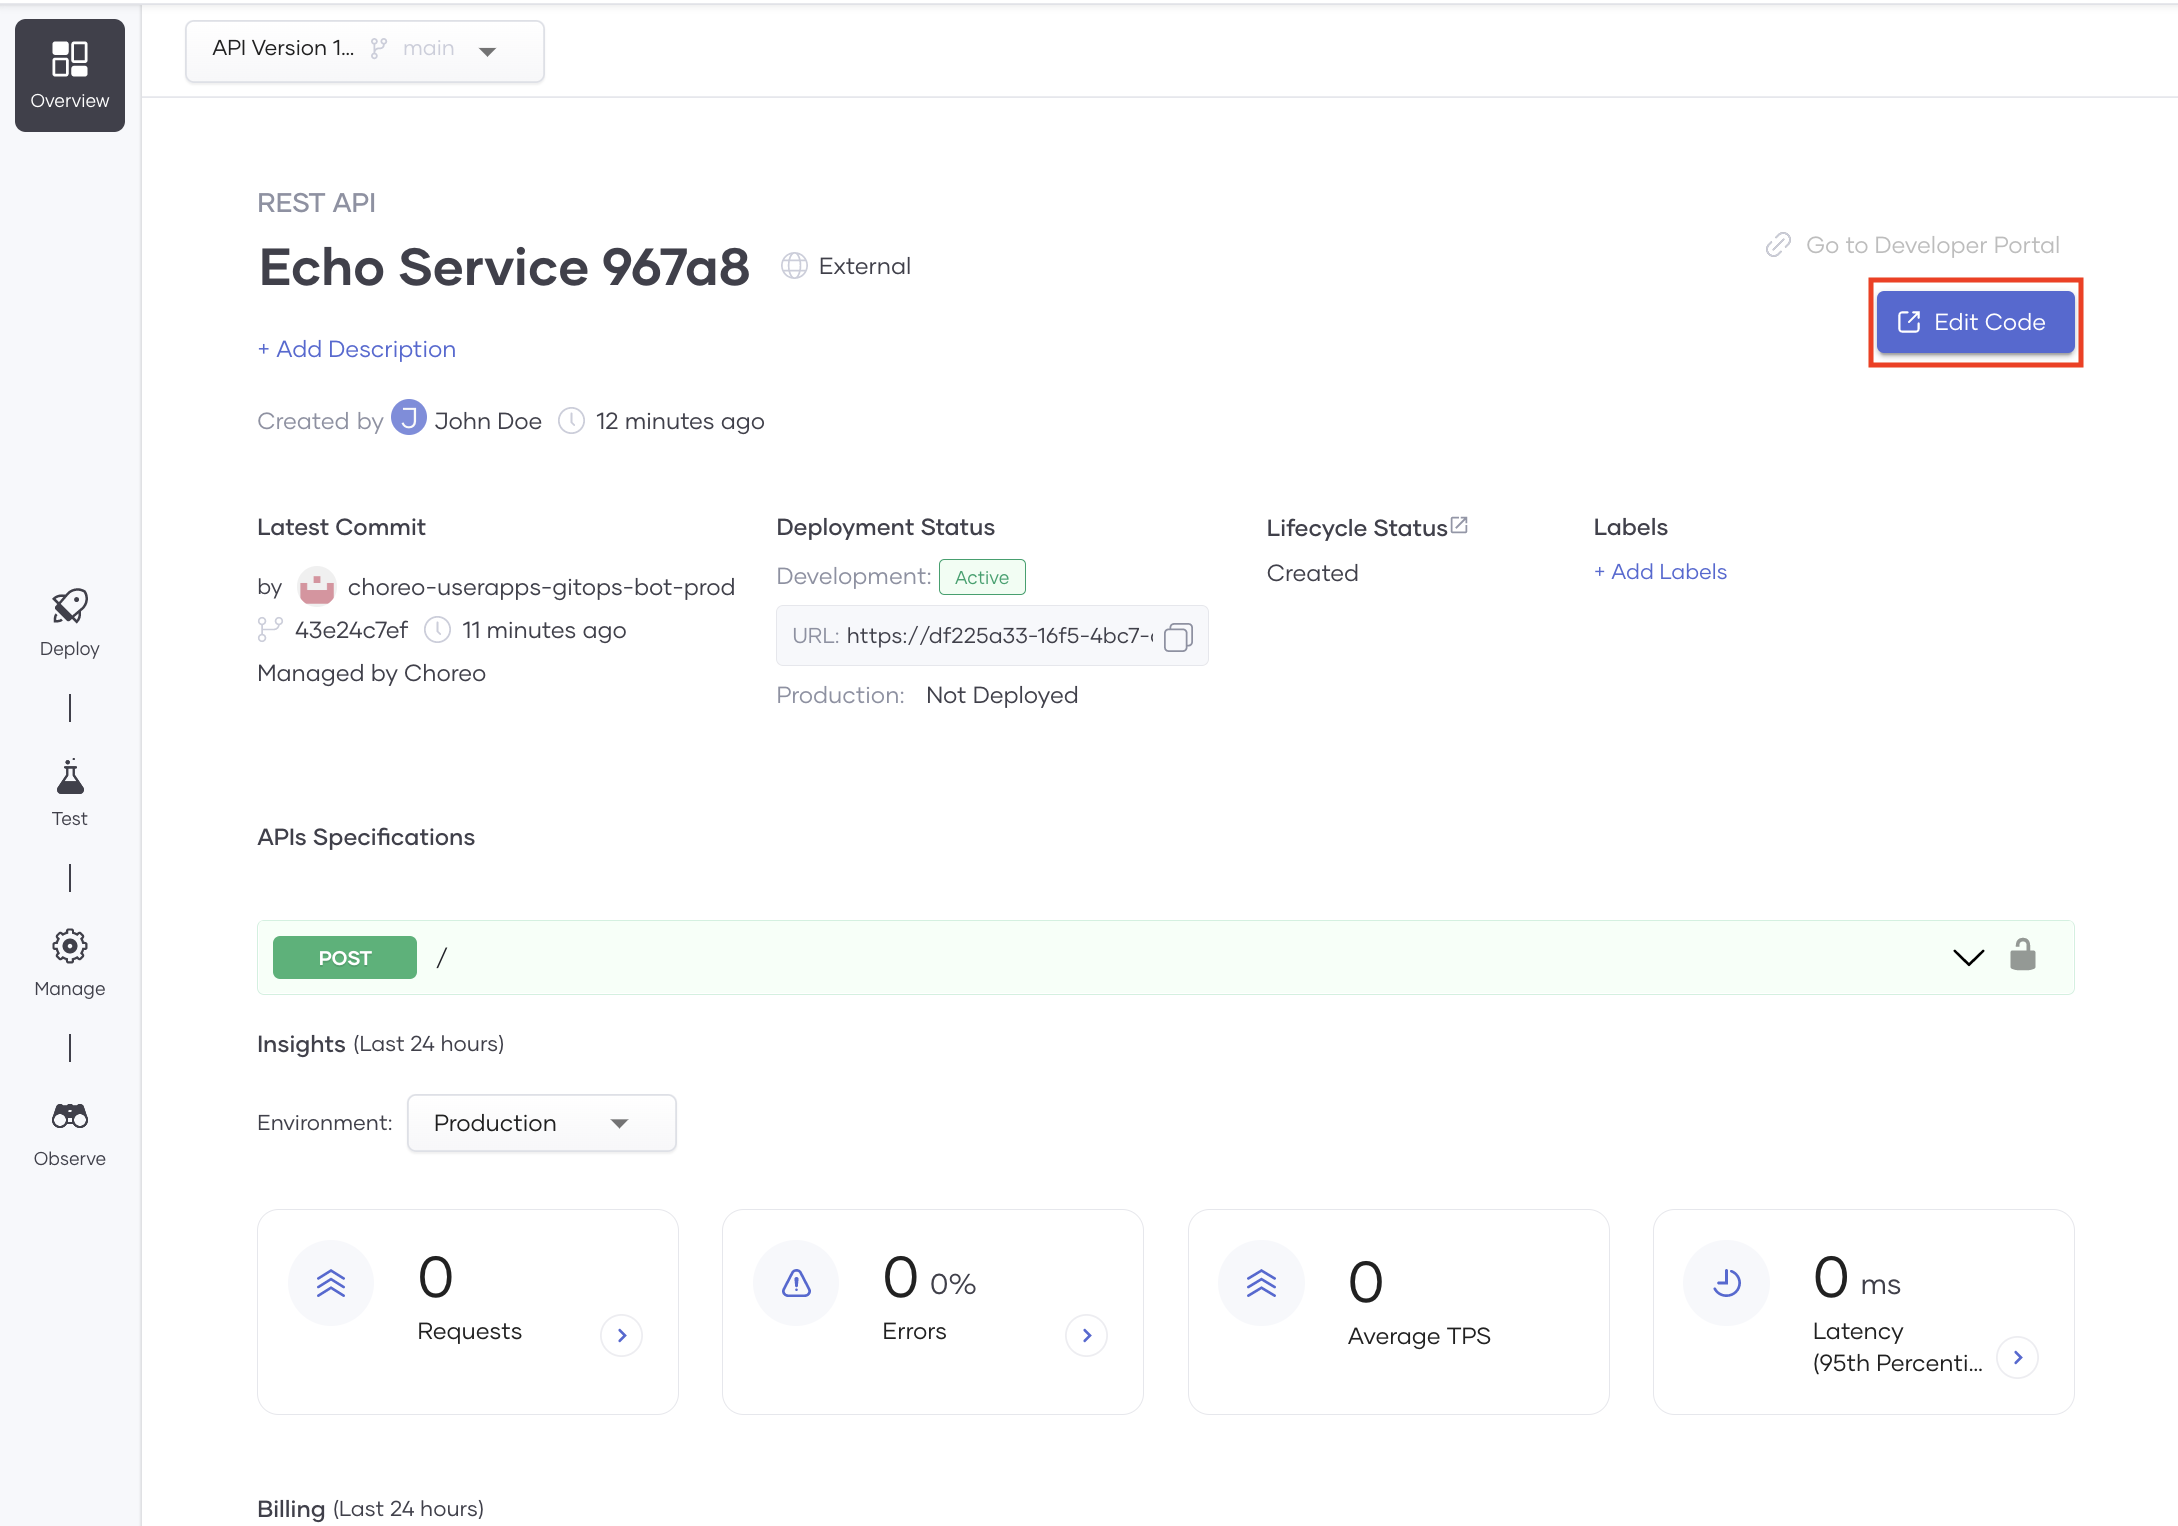 Overview
API Version 1... main
REST API
Echo Service 967a8 External
Go to Developer Portal
Edit Code
+ Add Description
Created by J John Doe 12 minutes ago
Latest Commit
by choreo-userapps-gitops-bot-prod
43e24c7ef 11 minutes ago
Managed by Choreo
Deployment Status
Development: Active
URL: https://df225a33-16f5-4bc7-
Production: Not Deployed
Lifecycle Status
Created
Labels
+ Add Labels
Deploy
Test
Manage
Observe
APIs Specifications
POST /
Insights (Last 24 hours)
Environment: Production
0
Requests
0 0%
Errors
0
Average TPS
0 ms
Latency
(95th Percenti...
Billing (Last 24 hours)